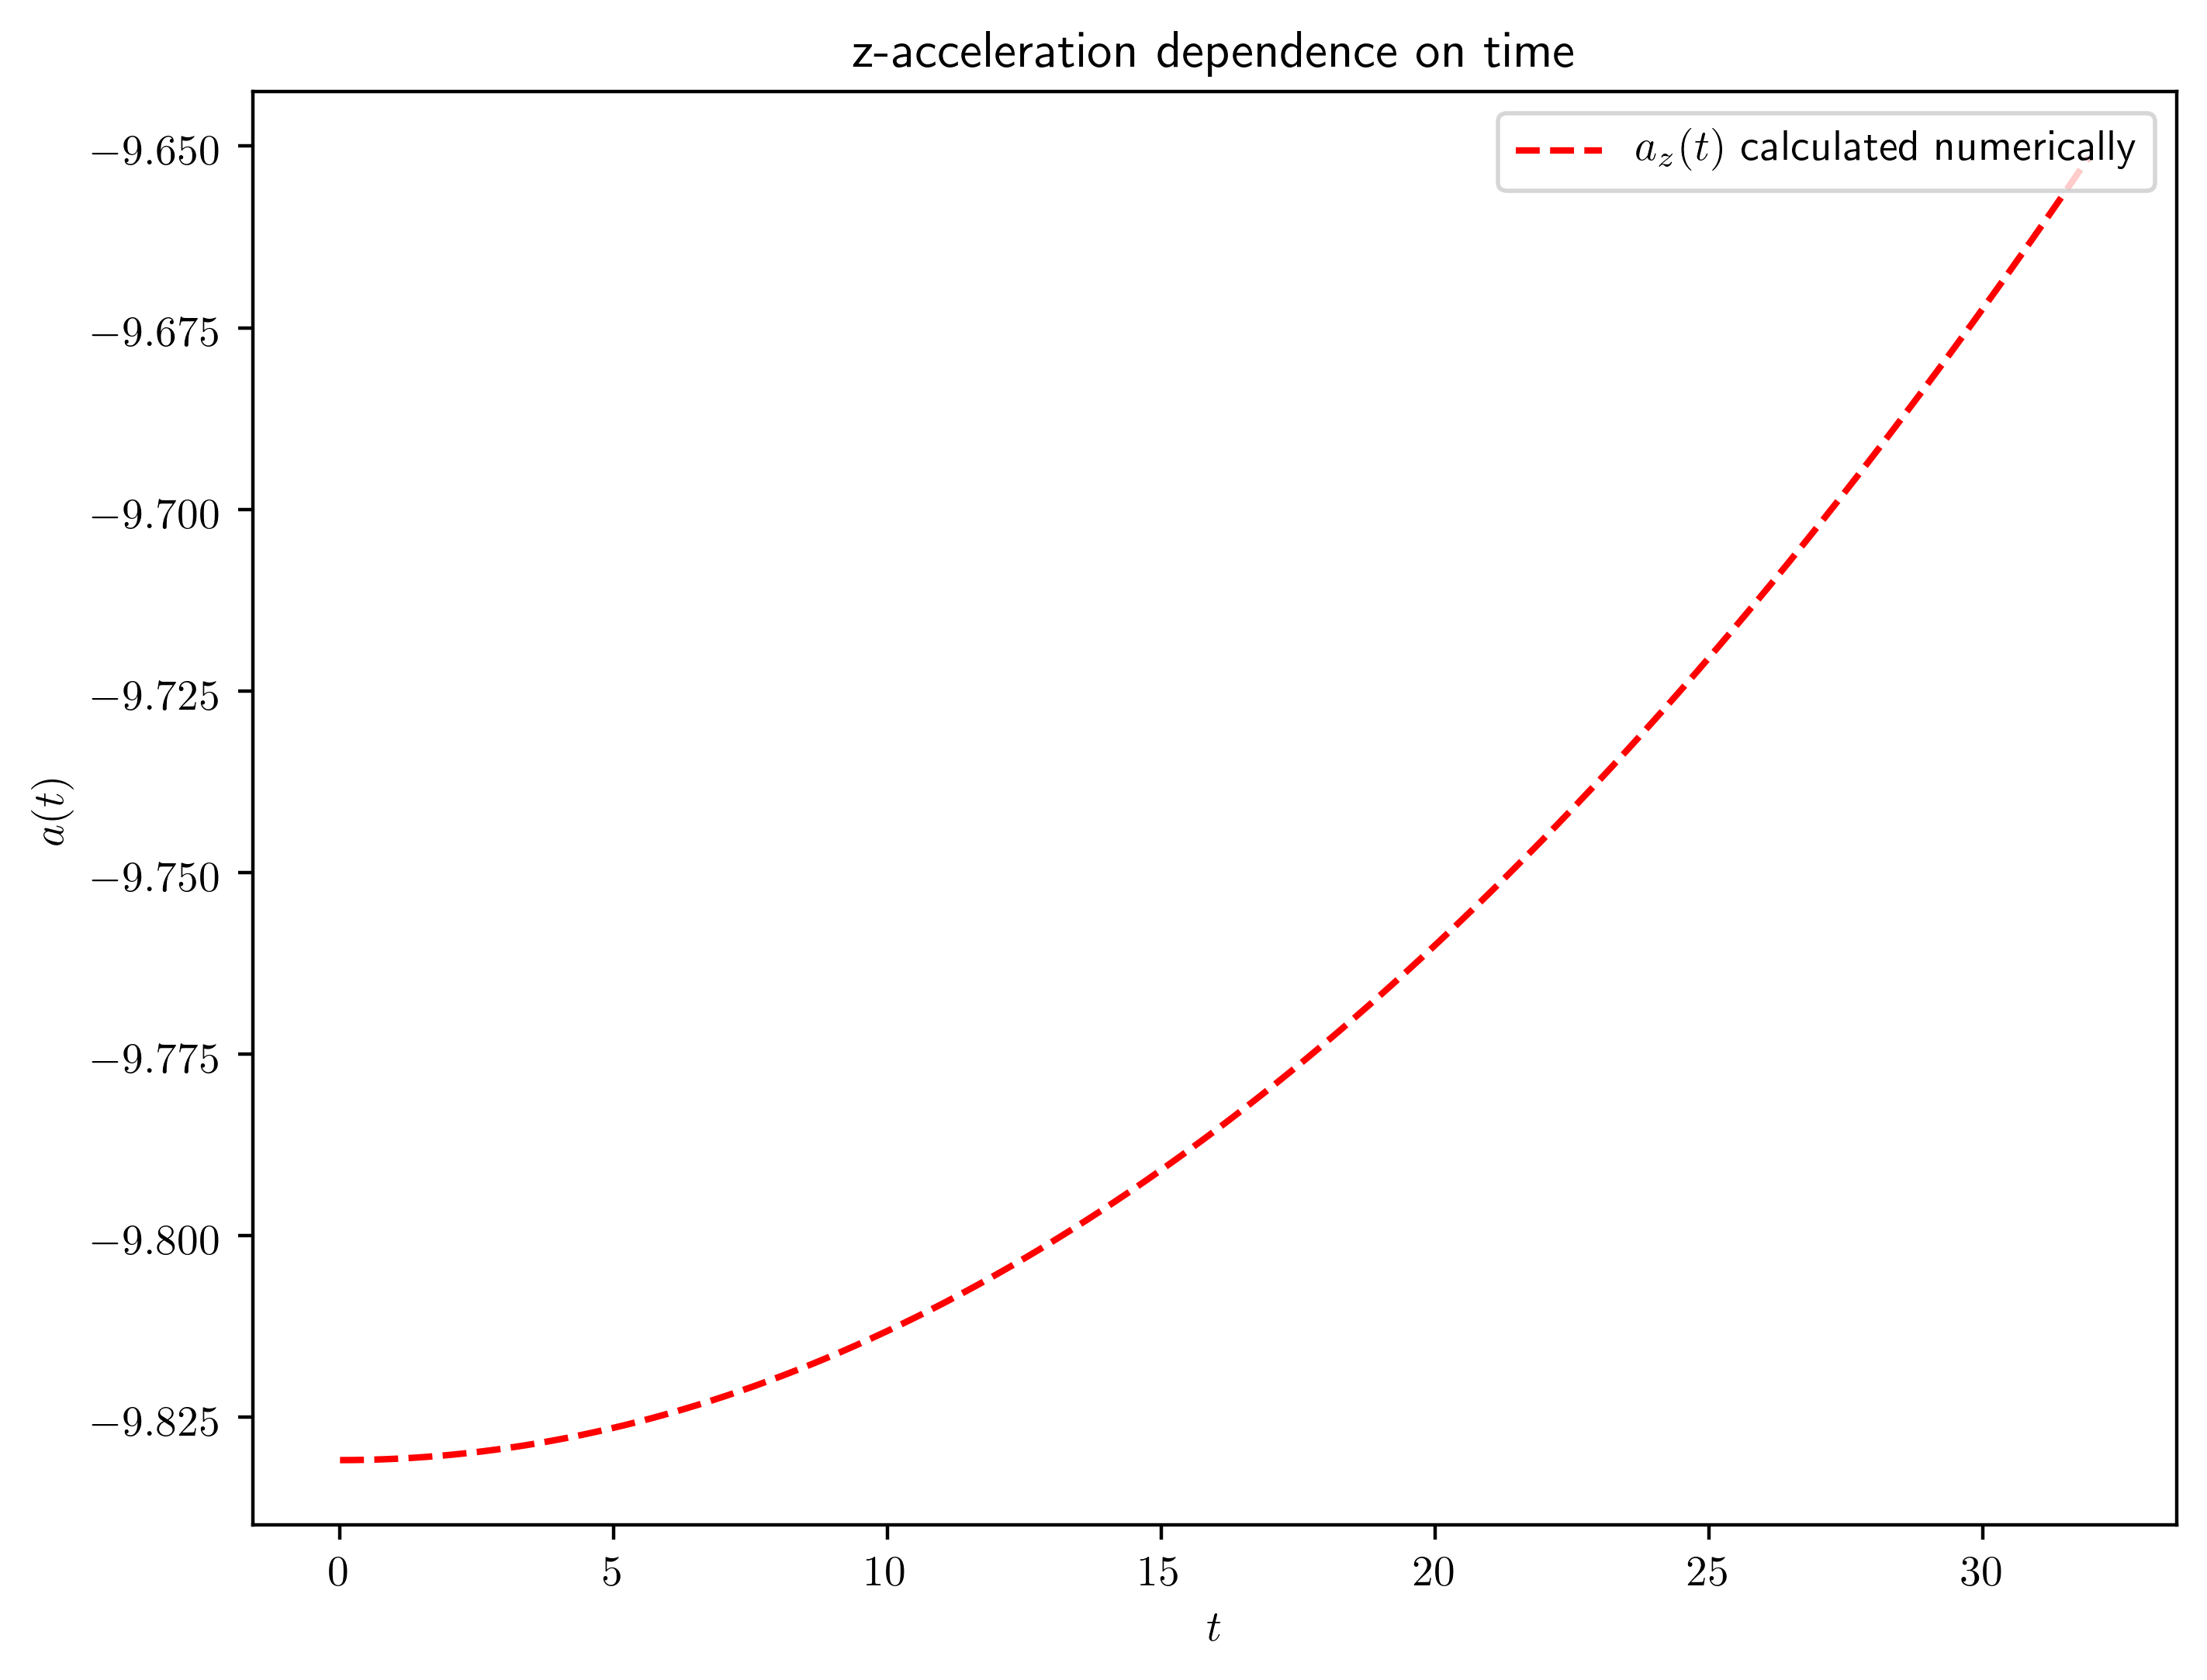 z-acceleration dependence on time
a_z(t) calculated numerically
−9.650
−9.675
−9.700
−9.725
−9.750
−9.775
−9.800
−9.825
a(t)
0 5 10 15 20 25 30
t